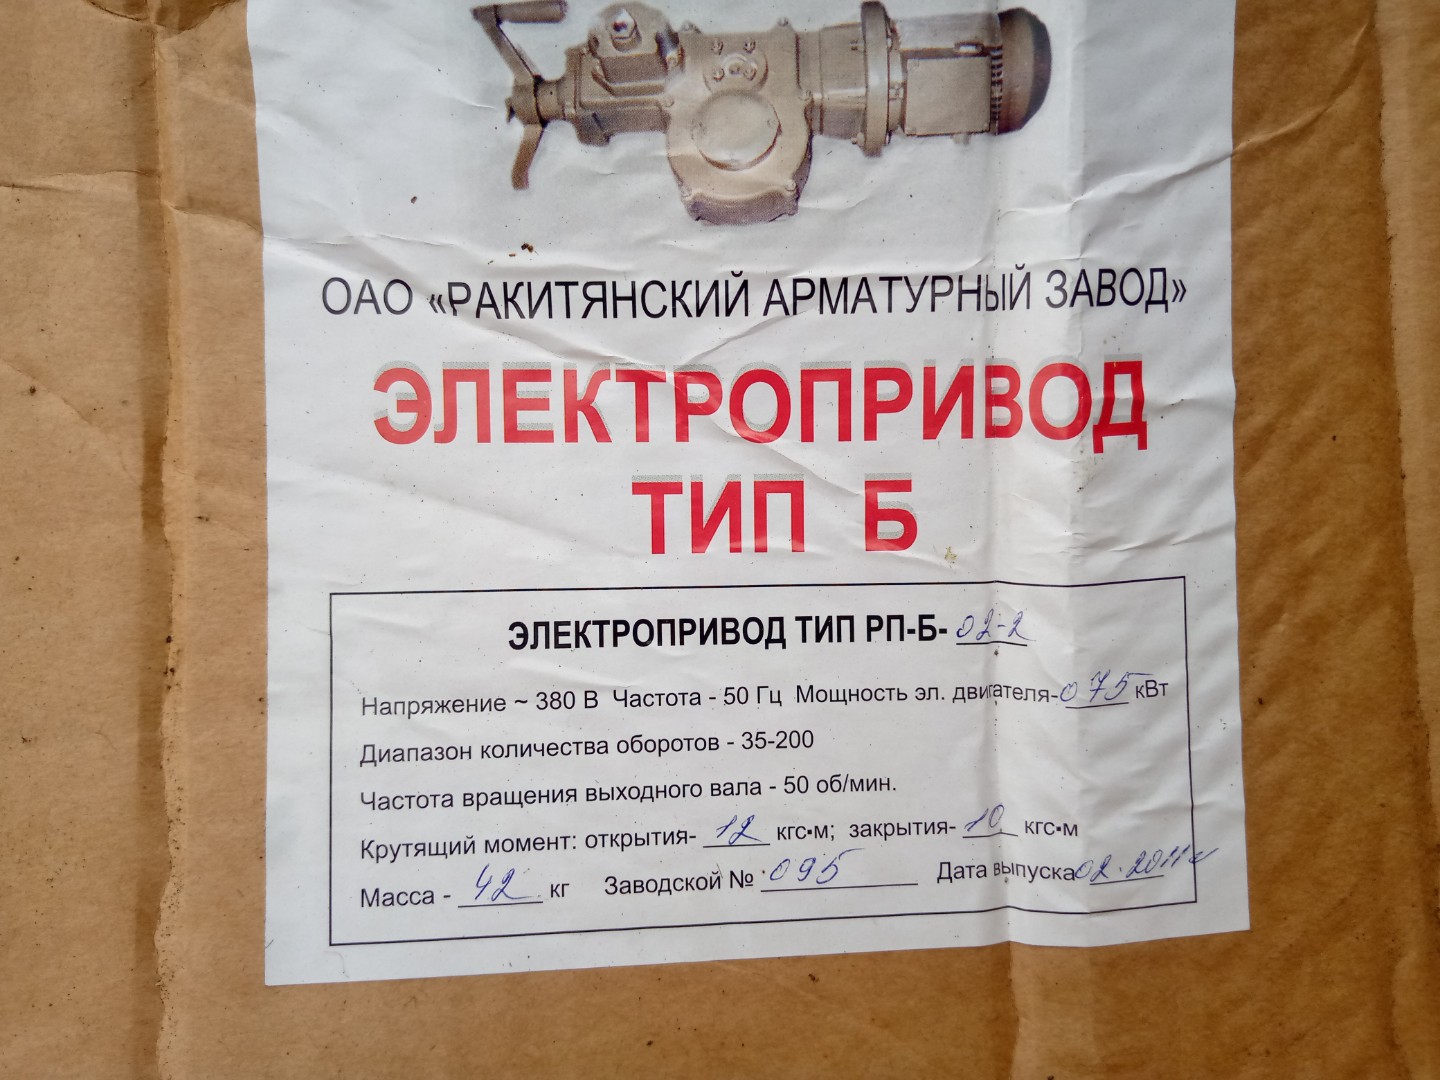 ОАО «РАКИТЯНСКИЙ АРМАТУРНЫЙ ЗАВОД»
ЭЛЕКТРОПРИВОД
ТИП Б
ЭЛЕКТРОПРИВОД ТИП РП-Б- 02-2
Напряжение ~ 380 В Частота - 50 Гц Мощность эл. двигателя- 075 кВт
Диапазон количества оборотов - 35-200
Частота вращения выходного вала - 50 об/мин.
Крутящий момент: открытия- 12 кгс•м; закрытия- 10 кгс•м
Масса - 42 кг Заводской № 095 Дата выпуска 02.2011г